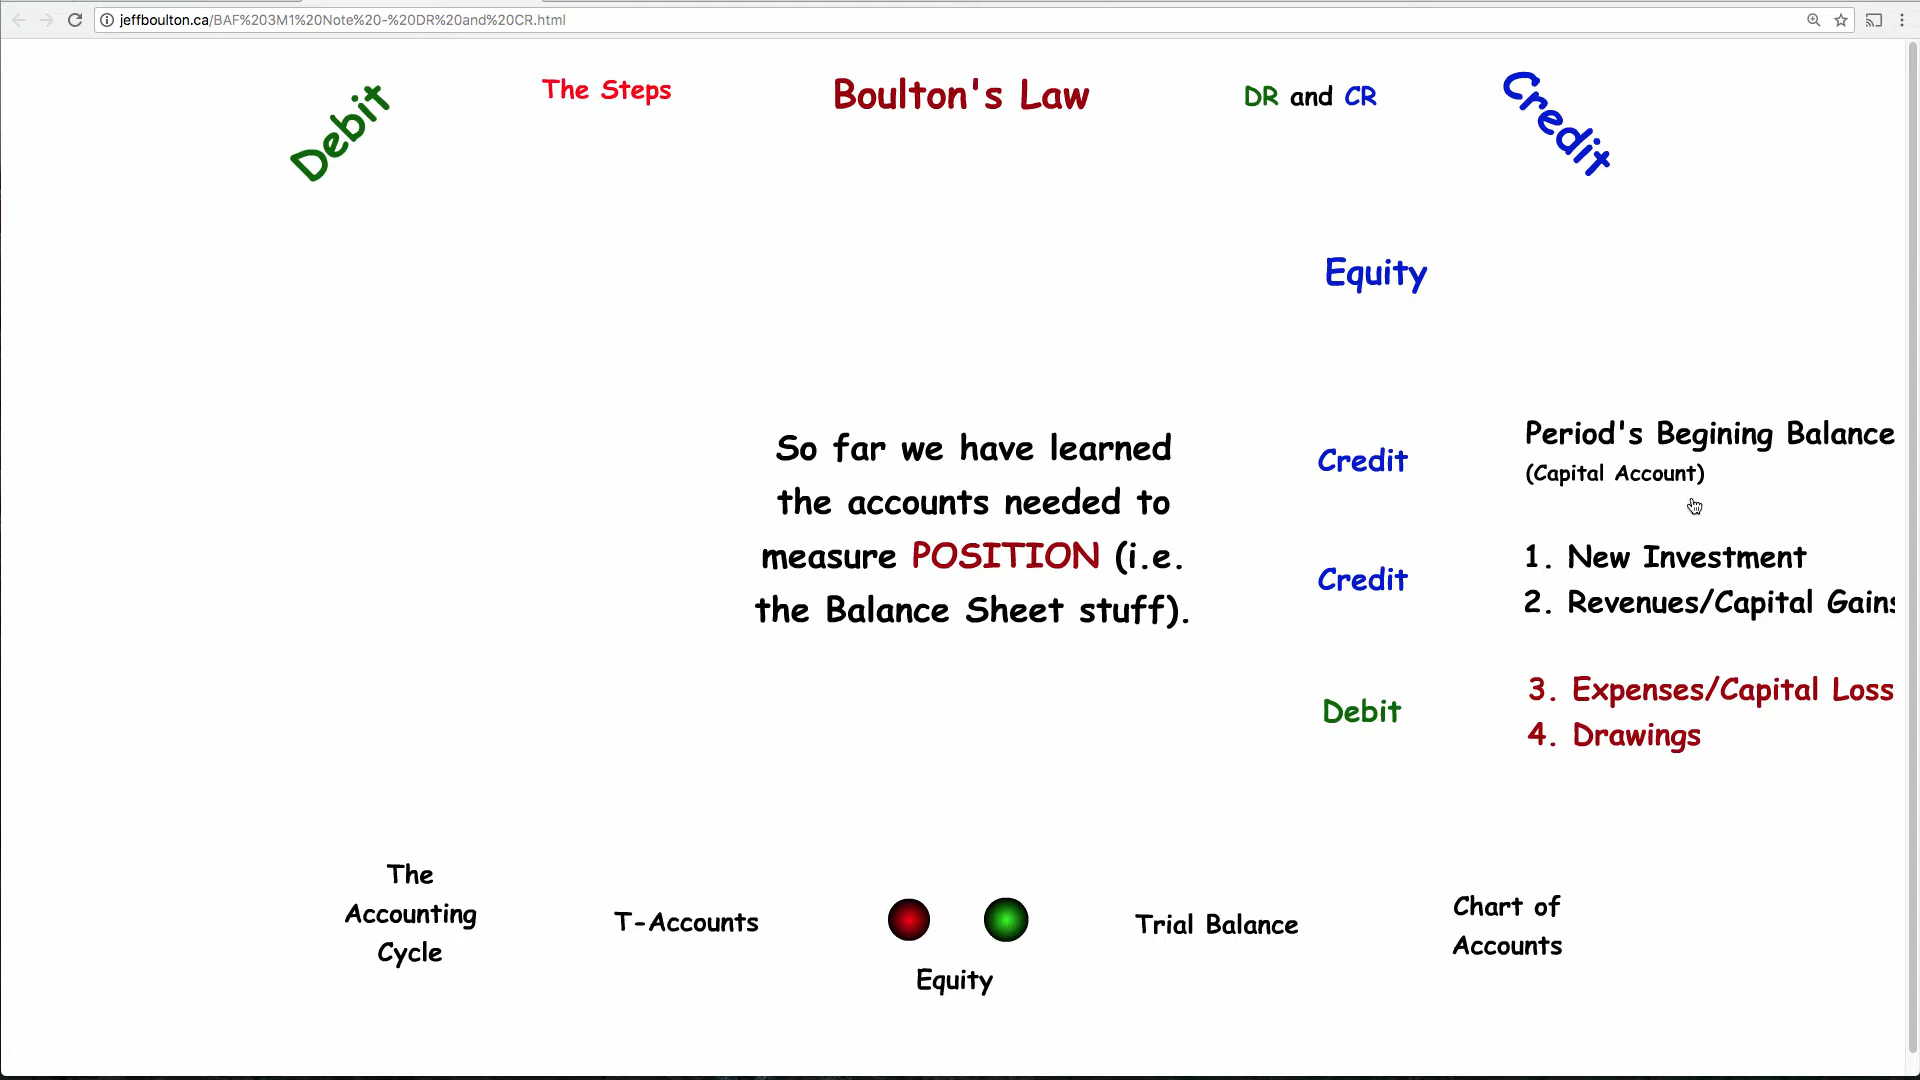 jeffboulton.ca/BAF%203M1%20Note%20-%20DR%20and%20CR.html
Debit
The Steps
Boulton's Law
DR and CR
Credit
Equity
So far we have learned
the accounts needed to
measure POSITION (i.e.
the Balance Sheet stuff).
Credit
Period's Begining Balance
(Capital Account)
Credit
1. New Investment
2. Revenues/Capital Gains
Debit
3. Expenses/Capital Loss
4. Drawings
The
Accounting
Cycle
T-Accounts
Equity
Trial Balance
Chart of
Accounts